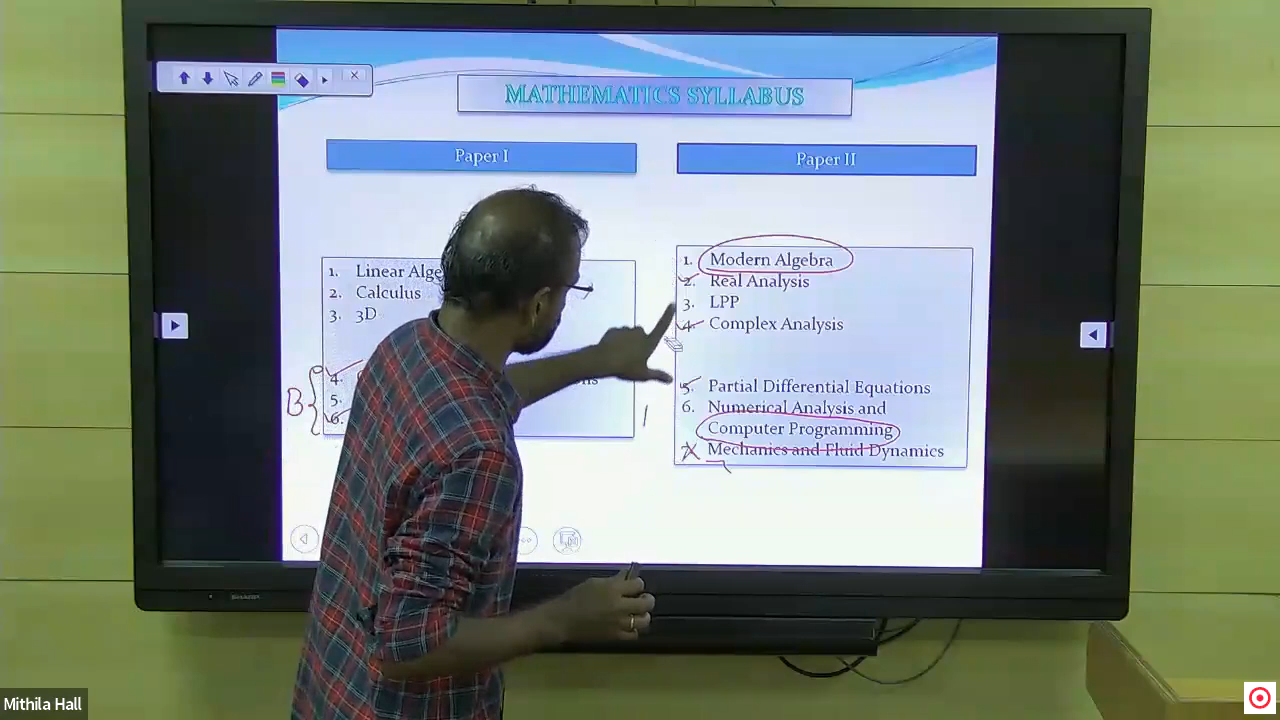 MATHEMATICS SYLLABUS
Paper I
1. Linear Alge
2. Calculus
3. 3D
4.
5.
6.
B
Paper II
1. Modern Algebra
2. Real Analysis
3. LPP
4. Complex Analysis
5. Partial Differential Equations
6. Numerical Analysis and
Computer Programming
Mechanics and Fluid Dynamics
SHARP
Mithila Hall